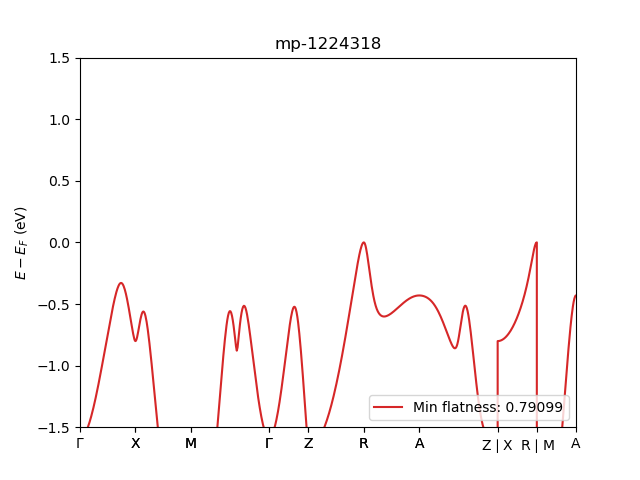 mp-1224318
E − E_F (eV)
1.5
1.0
0.5
0.0
−0.5
−1.0
−1.5
Min flatness: 0.79099
Γ X M Γ Z R A Z | X R | M A